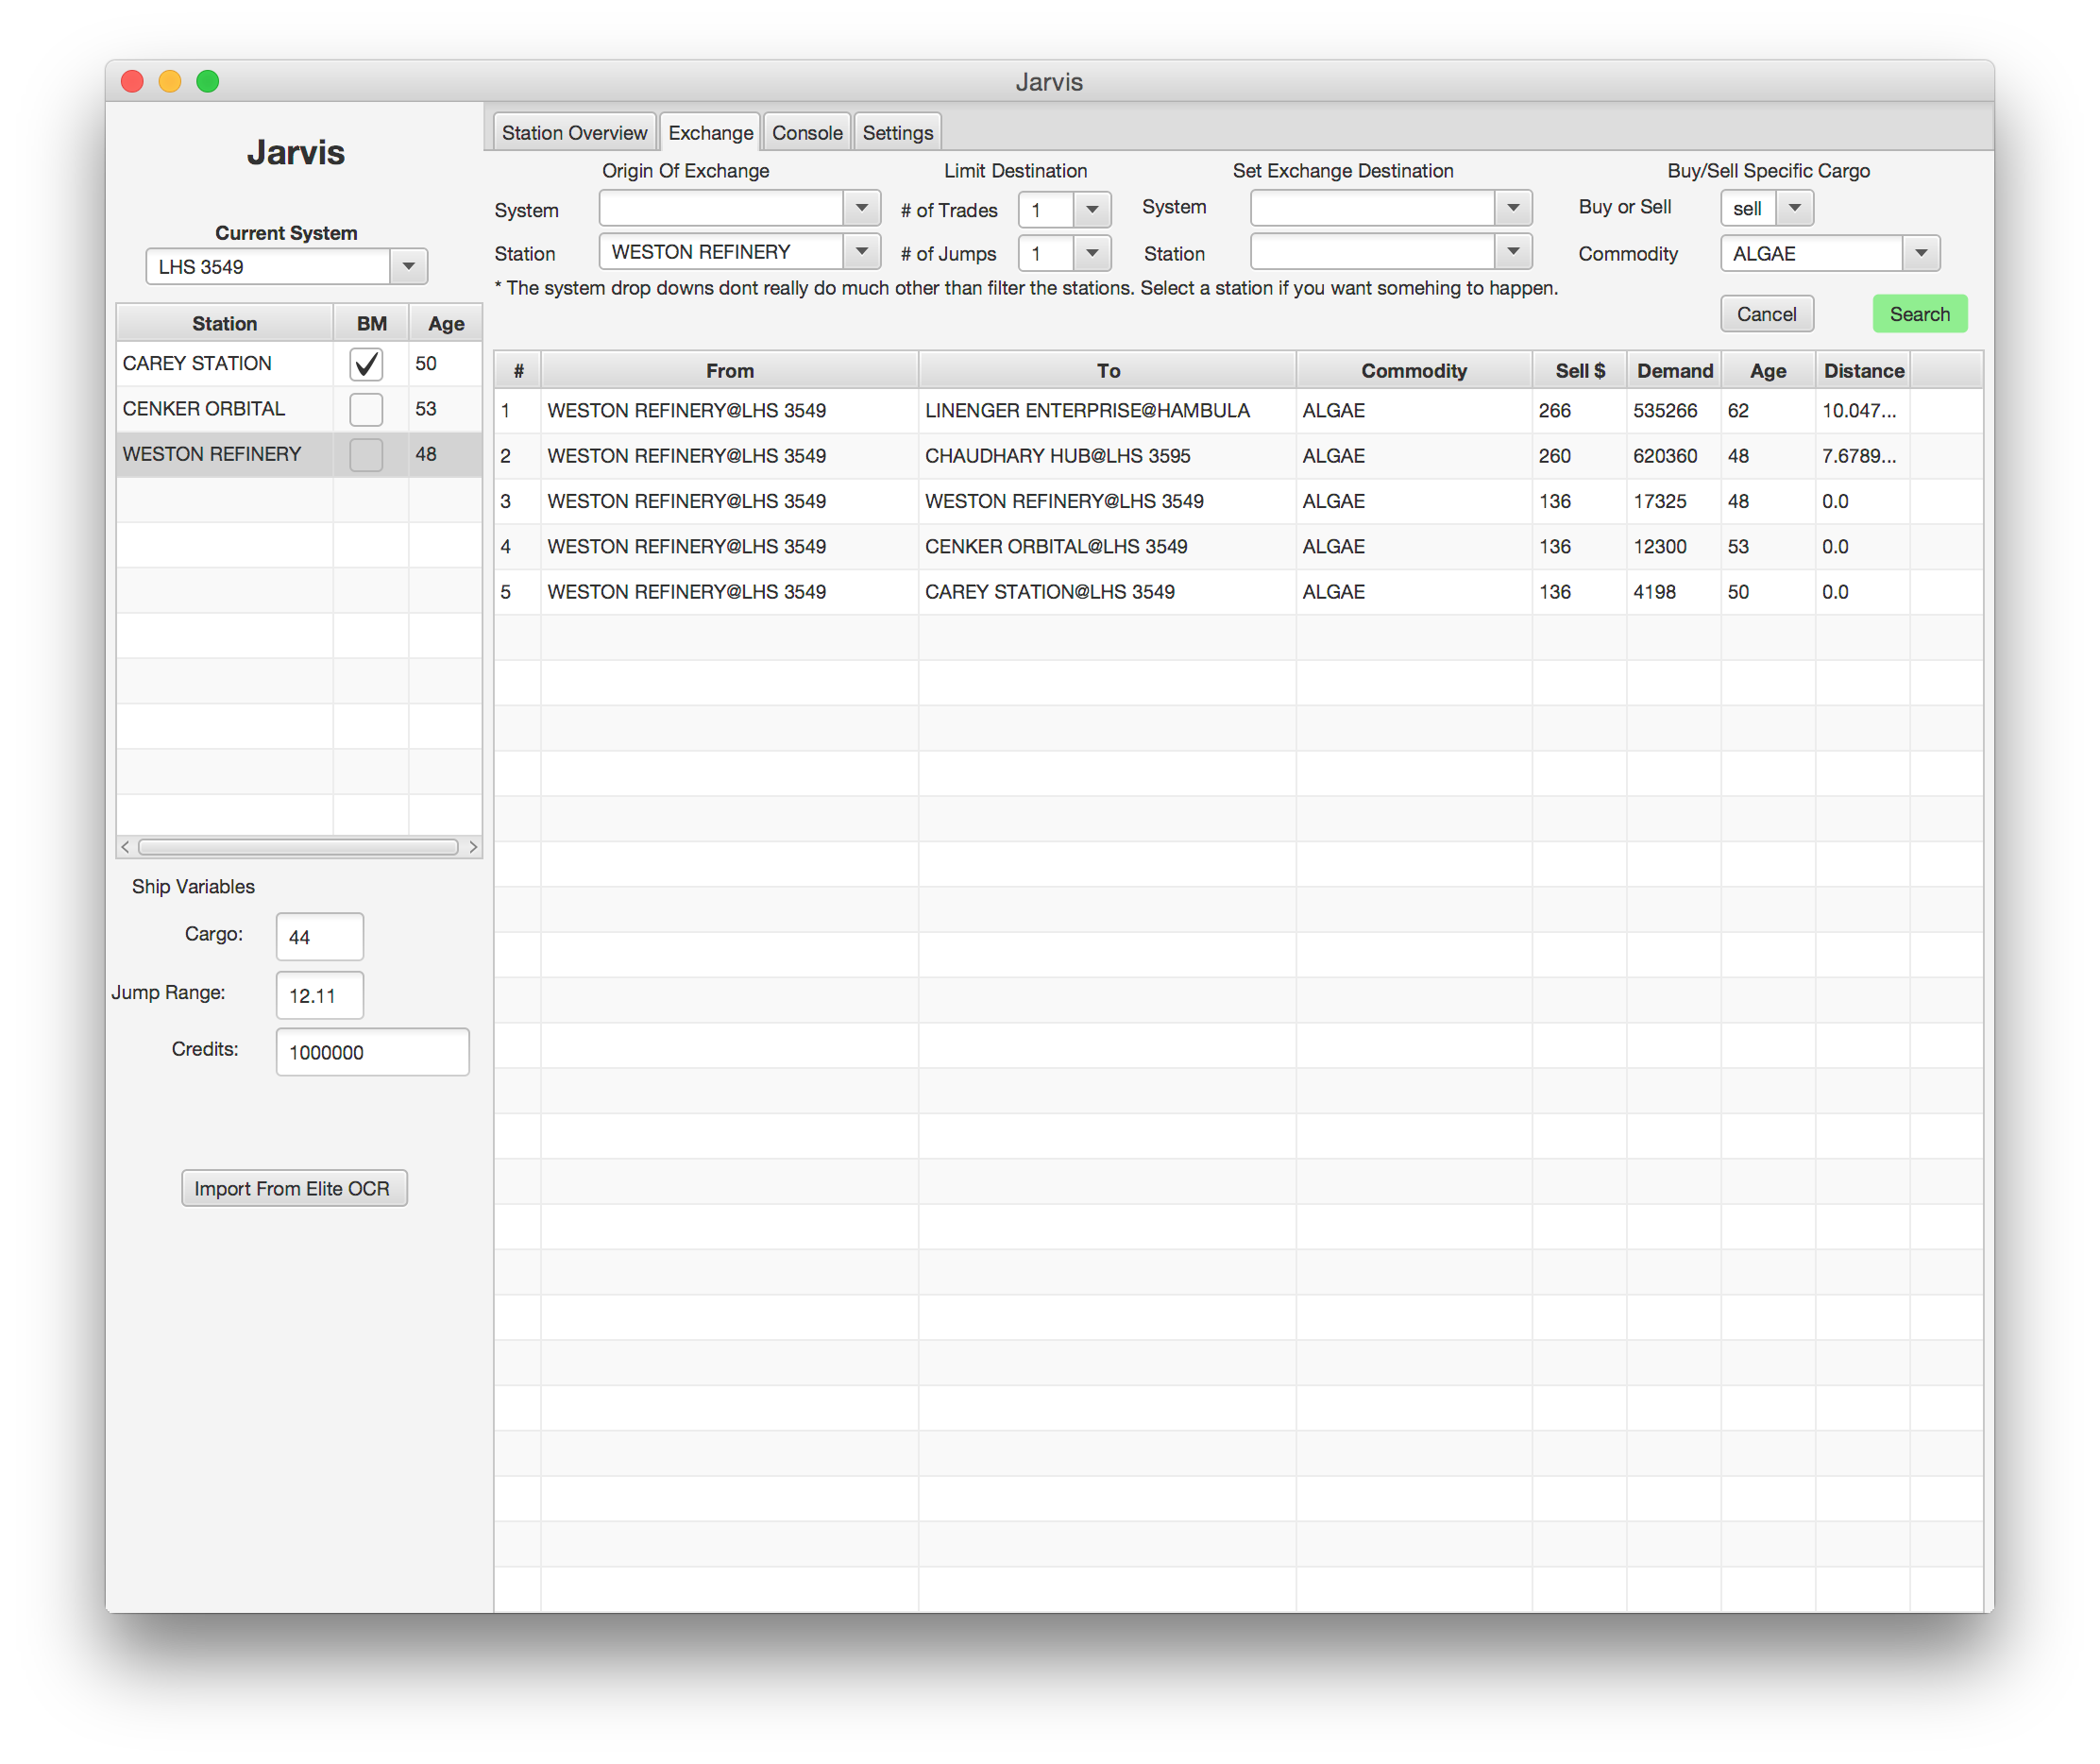 Jarvis
Jarvis
Current System
LHS 3549
Station BM Age
CAREY STATION 50
CENKER ORBITAL 53
WESTON REFINERY 48
Ship Variables
Cargo: 44
Jump Range: 12.11
Credits: 1000000
Import From Elite OCR
Station Overview Exchange Console Settings
Origin Of Exchange Limit Destination Set Exchange Destination Buy/Sell Specific Cargo
System # of Trades 1 System Buy or Sell sell
Station WESTON REFINERY # of Jumps 1 Station Commodity ALGAE
* The system drop downs dont really do much other than filter the stations. Select a station if you want somehing to happen.
Cancel Search
# From To Commodity Sell $ Demand Age Distance
1 WESTON REFINERY@LHS 3549 LINENGER ENTERPRISE@HAMBULA ALGAE 266 535266 62 10.047...
2 WESTON REFINERY@LHS 3549 CHAUDHARY HUB@LHS 3595 ALGAE 260 620360 48 7.6789...
3 WESTON REFINERY@LHS 3549 WESTON REFINERY@LHS 3549 ALGAE 136 17325 48 0.0
4 WESTON REFINERY@LHS 3549 CENKER ORBITAL@LHS 3549 ALGAE 136 12300 53 0.0
5 WESTON REFINERY@LHS 3549 CAREY STATION@LHS 3549 ALGAE 136 4198 50 0.0